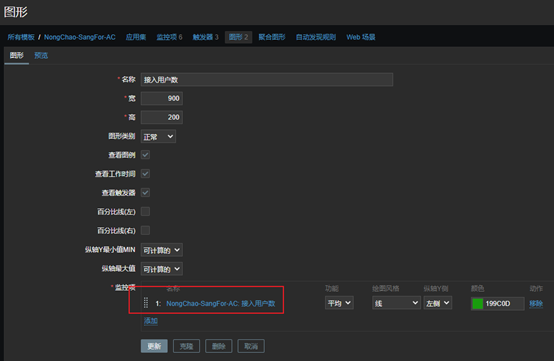 图形
所有模板 / NongChao-SangFor-AC 应用集 监控项 6 触发器 3 图形 2 聚合图形 自动发现规则 Web 场景
图形 预览
* 名称 接入用户数
* 宽 900
* 高 200
图形类别 正常
查看图例
查看工作时间
查看触发器
百分比线(左)
百分比线(右)
纵轴Y最小值MIN 可计算的
纵轴最大值 可计算的
* 监控项 名称 功能 绘图风格 纵轴Y侧 颜色 动作
1: NongChao-SangFor-AC: 接入用户数 平均 线 左侧 199C0D 移除
添加
更新 克隆 删除 取消